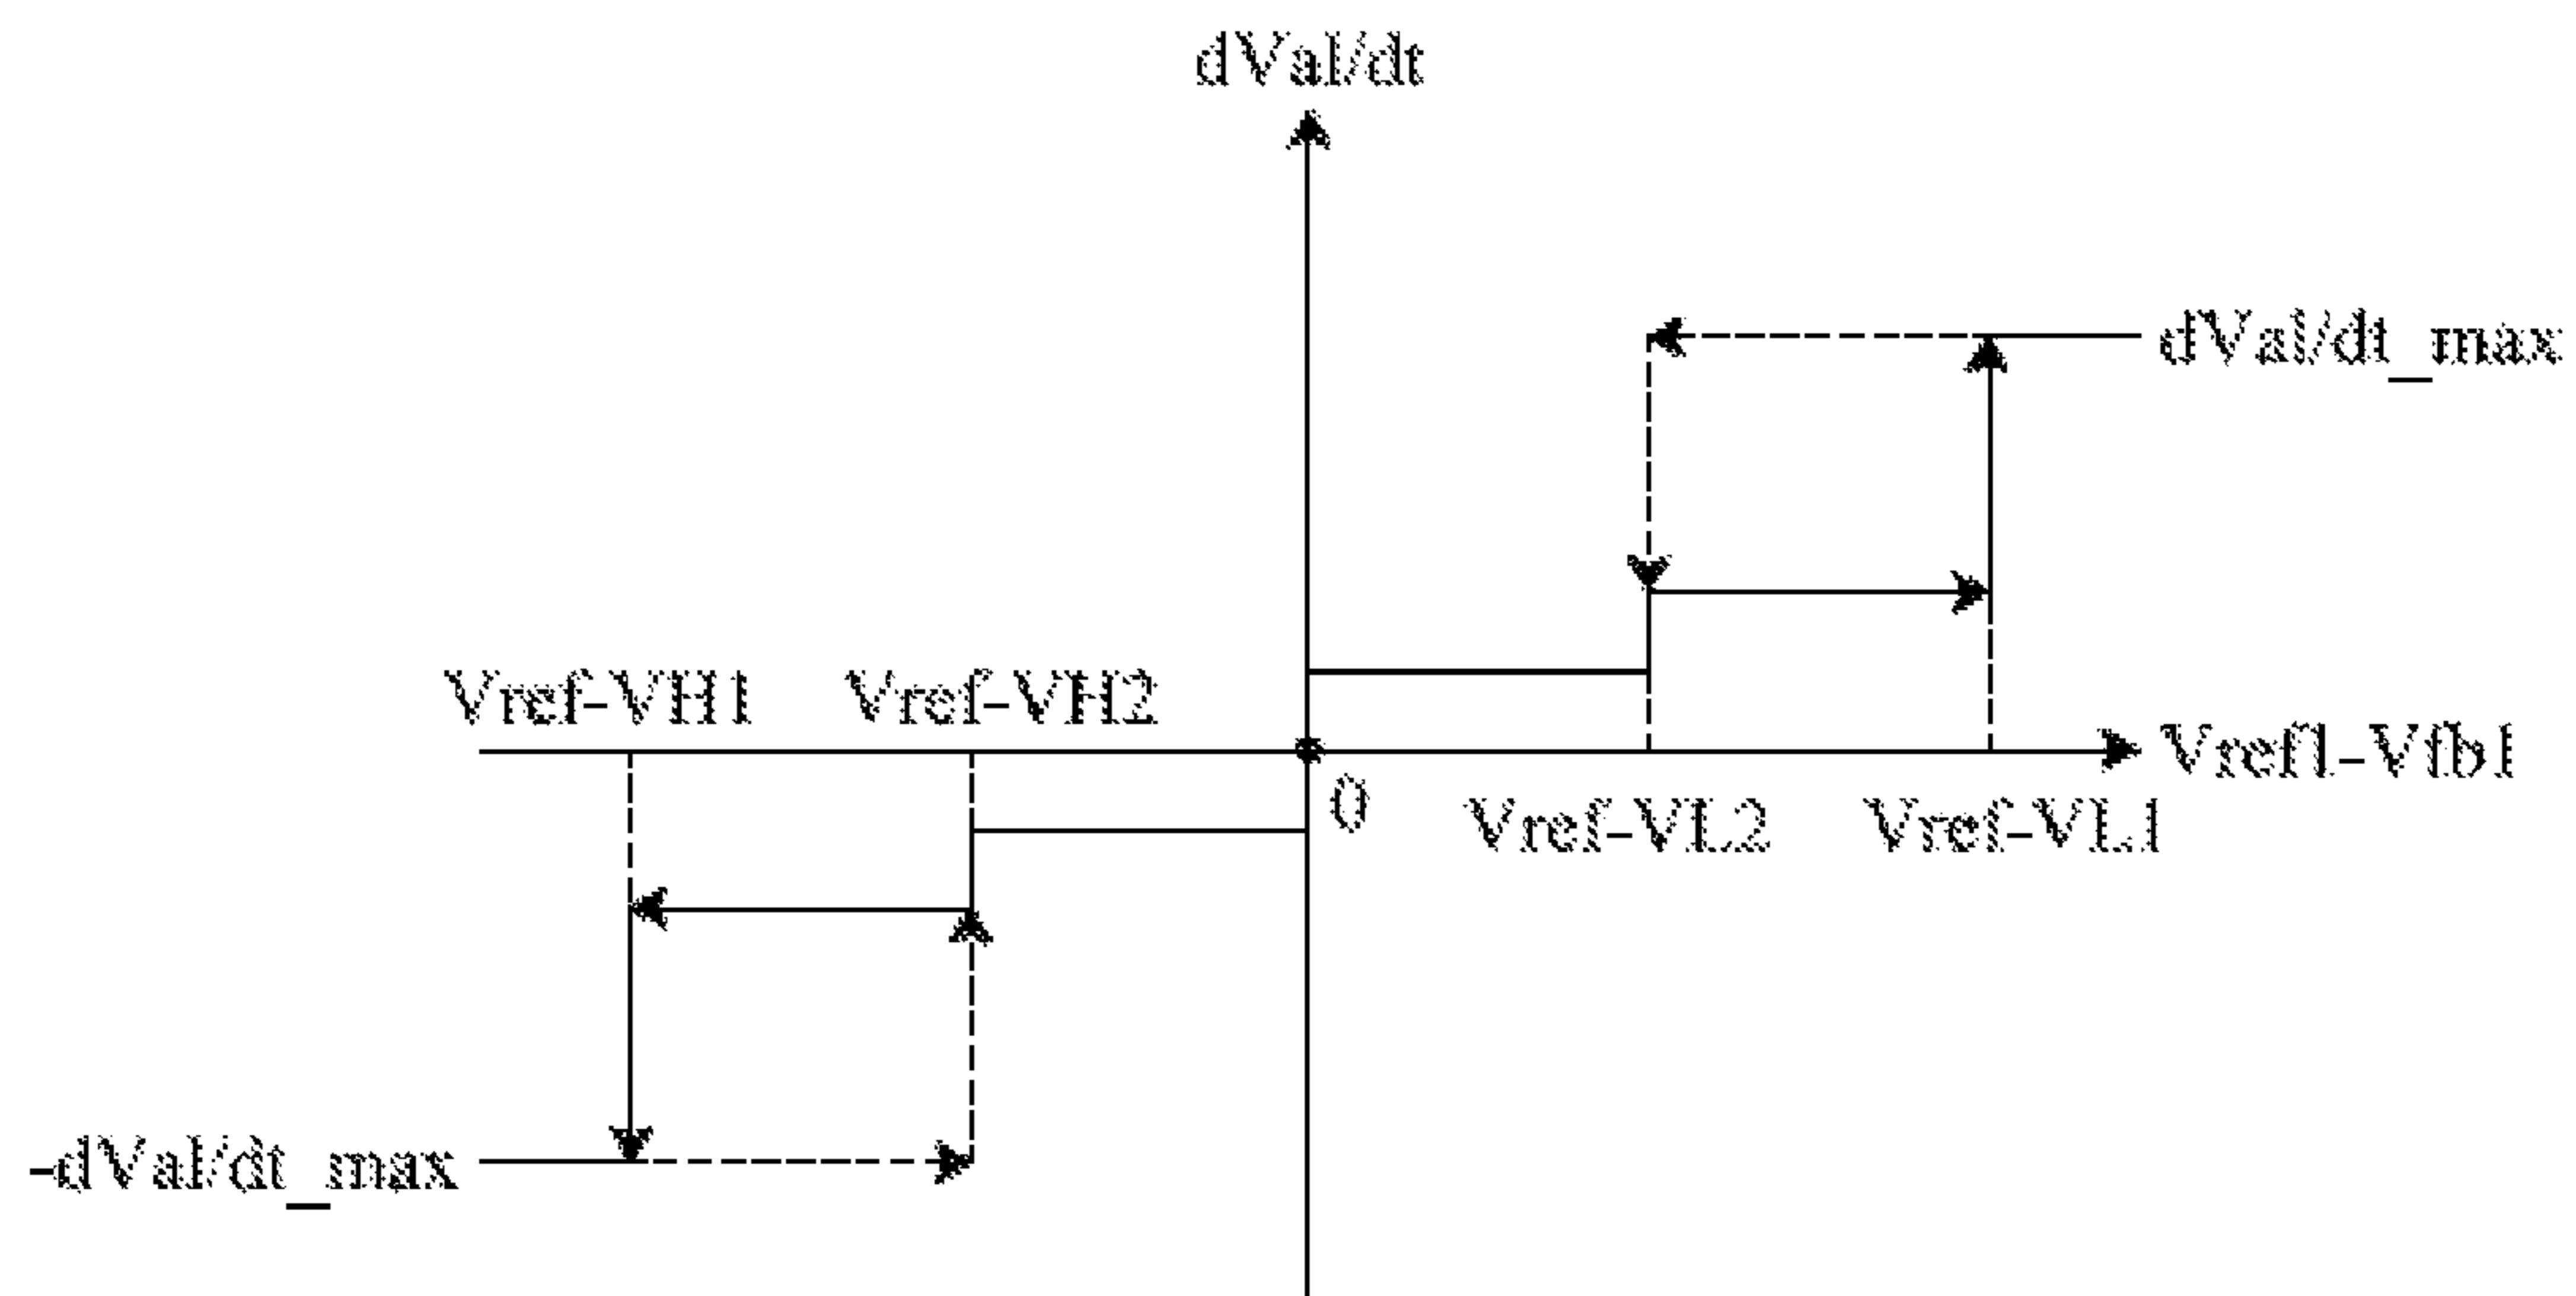 dVal/dt
dVal/dt_max
Vref-VH1
Vref-VH2
Vref1-Vfb1
0
Vref-VL2
Vref-VL1
-dVal/dt_max